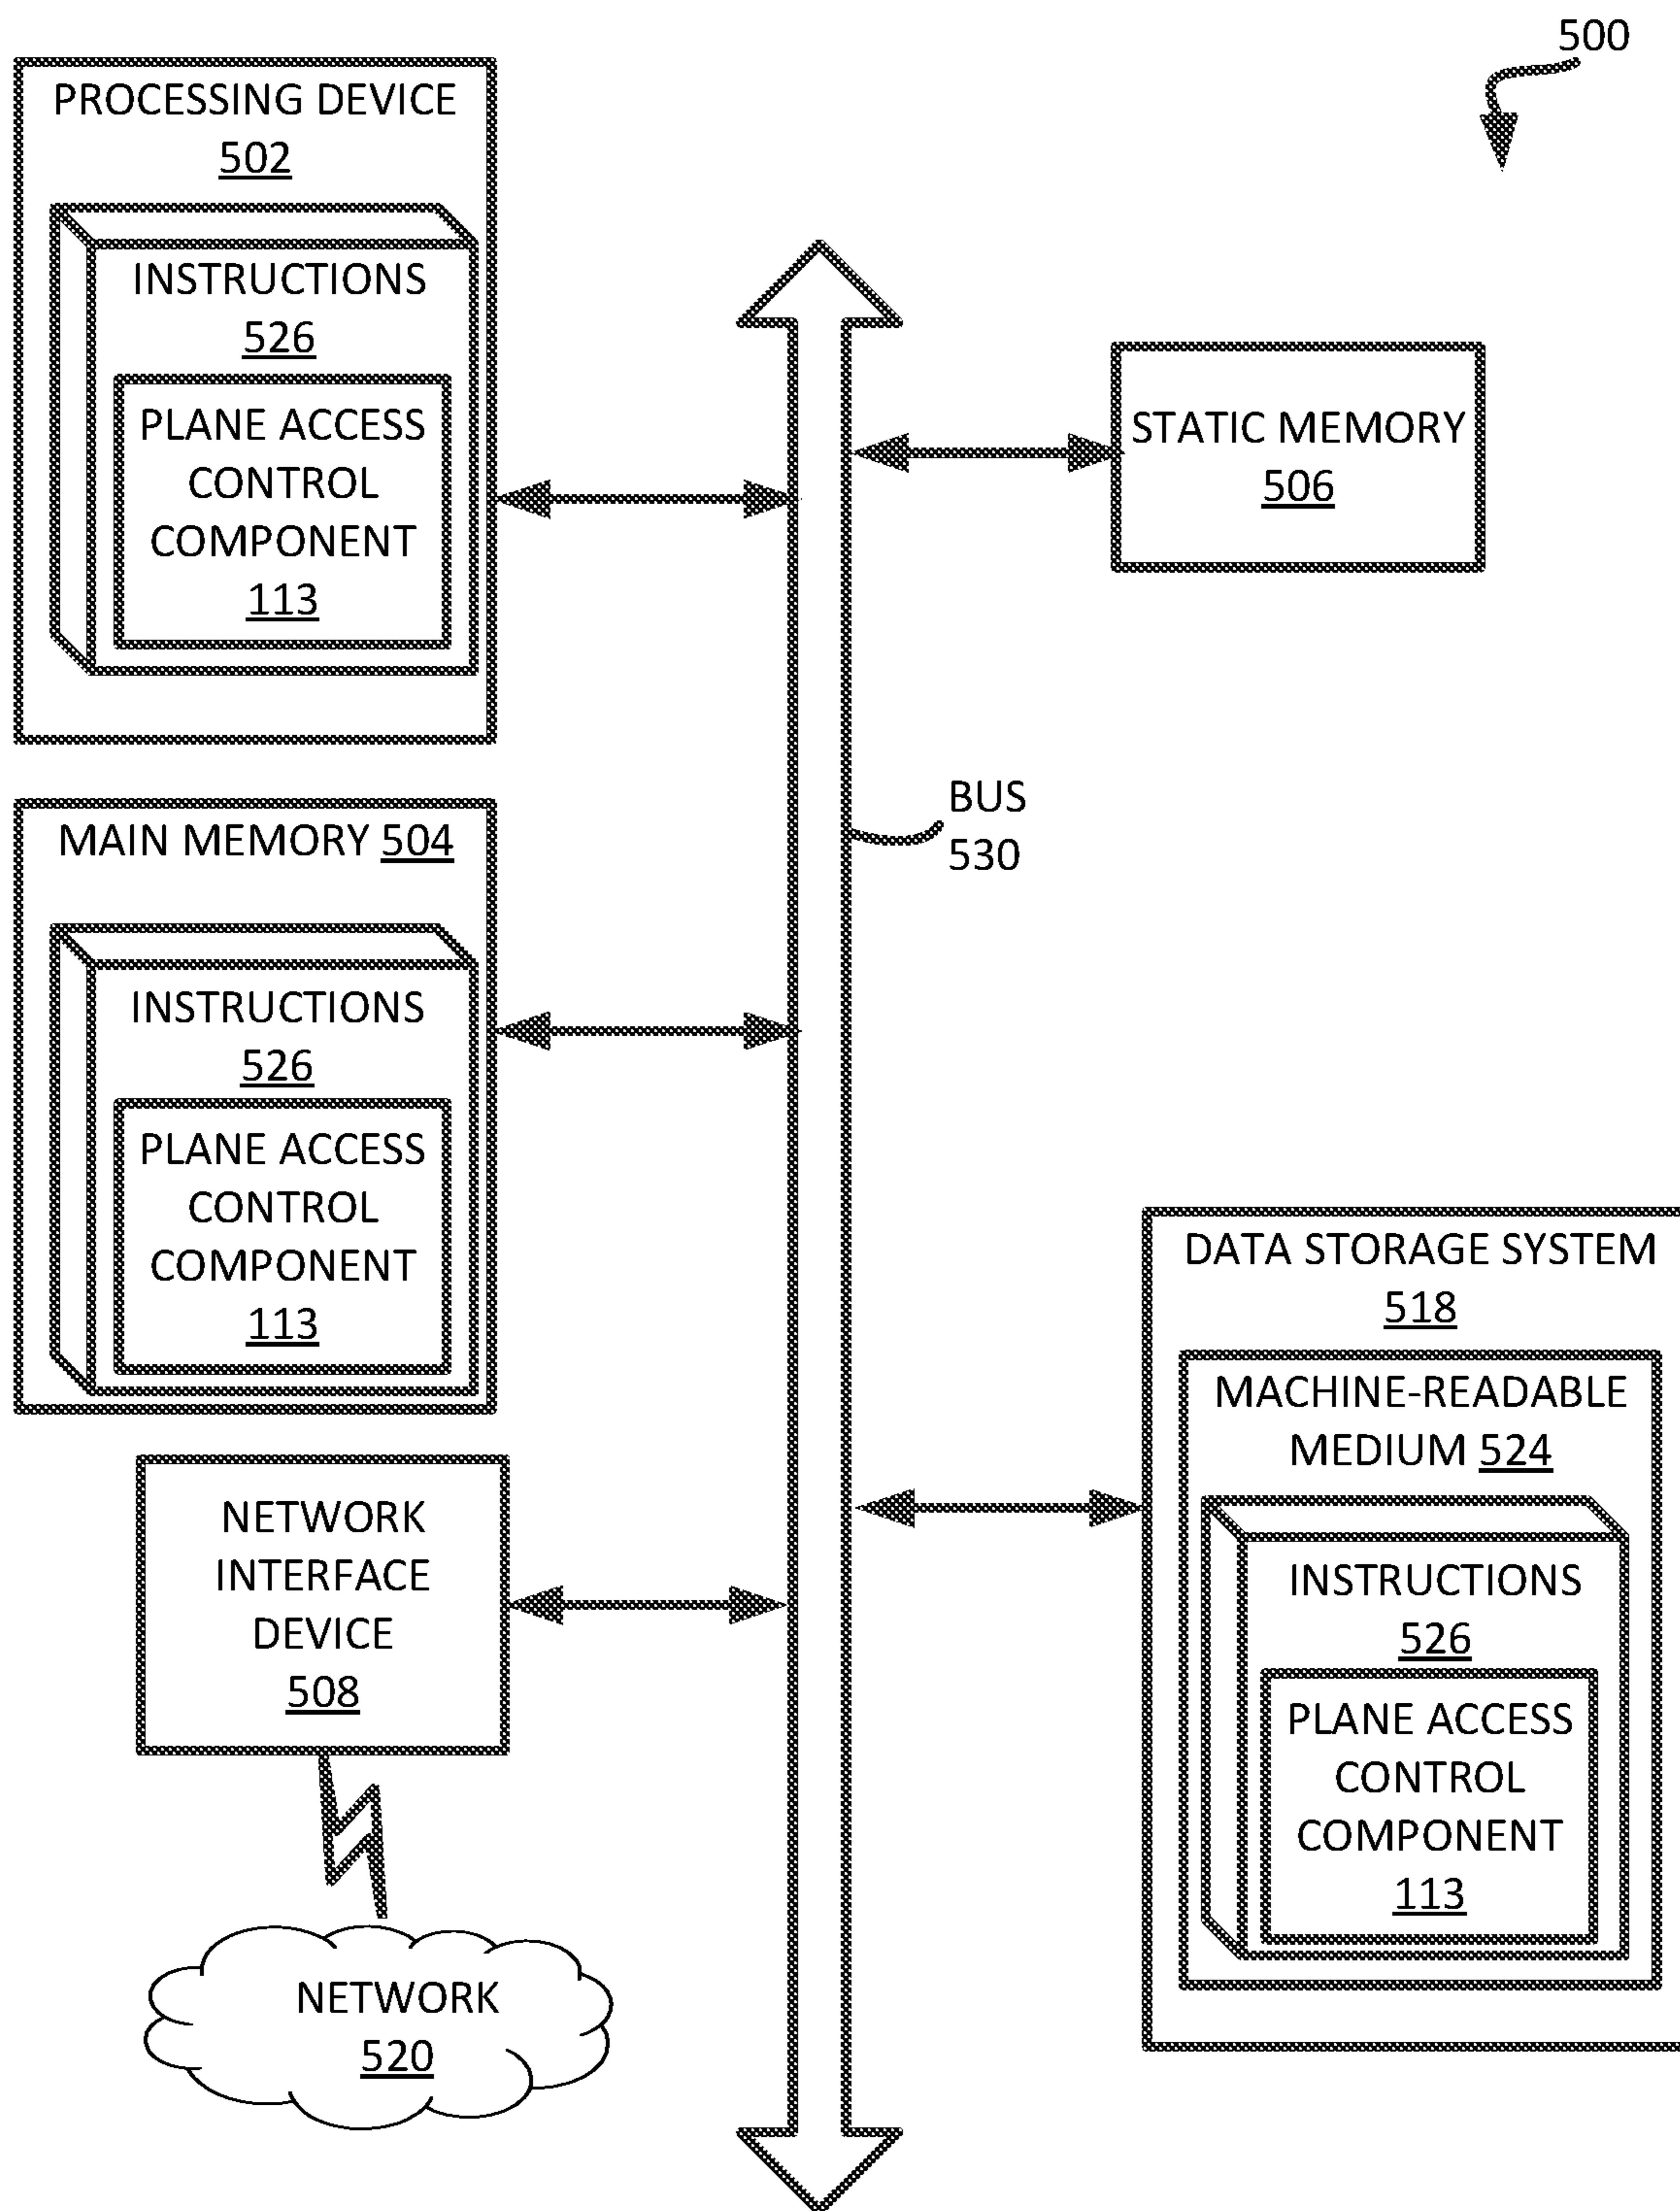 500
PROCESSING DEVICE
502
INSTRUCTIONS
526
PLANE ACCESS
CONTROL
COMPONENT
113
STATIC MEMORY
506
BUS
530
MAIN MEMORY 504
INSTRUCTIONS
526
PLANE ACCESS
CONTROL
COMPONENT
113
DATA STORAGE SYSTEM
518
MACHINE-READABLE
MEDIUM 524
INSTRUCTIONS
526
PLANE ACCESS
CONTROL
COMPONENT
113
NETWORK
INTERFACE
DEVICE
508
NETWORK
520